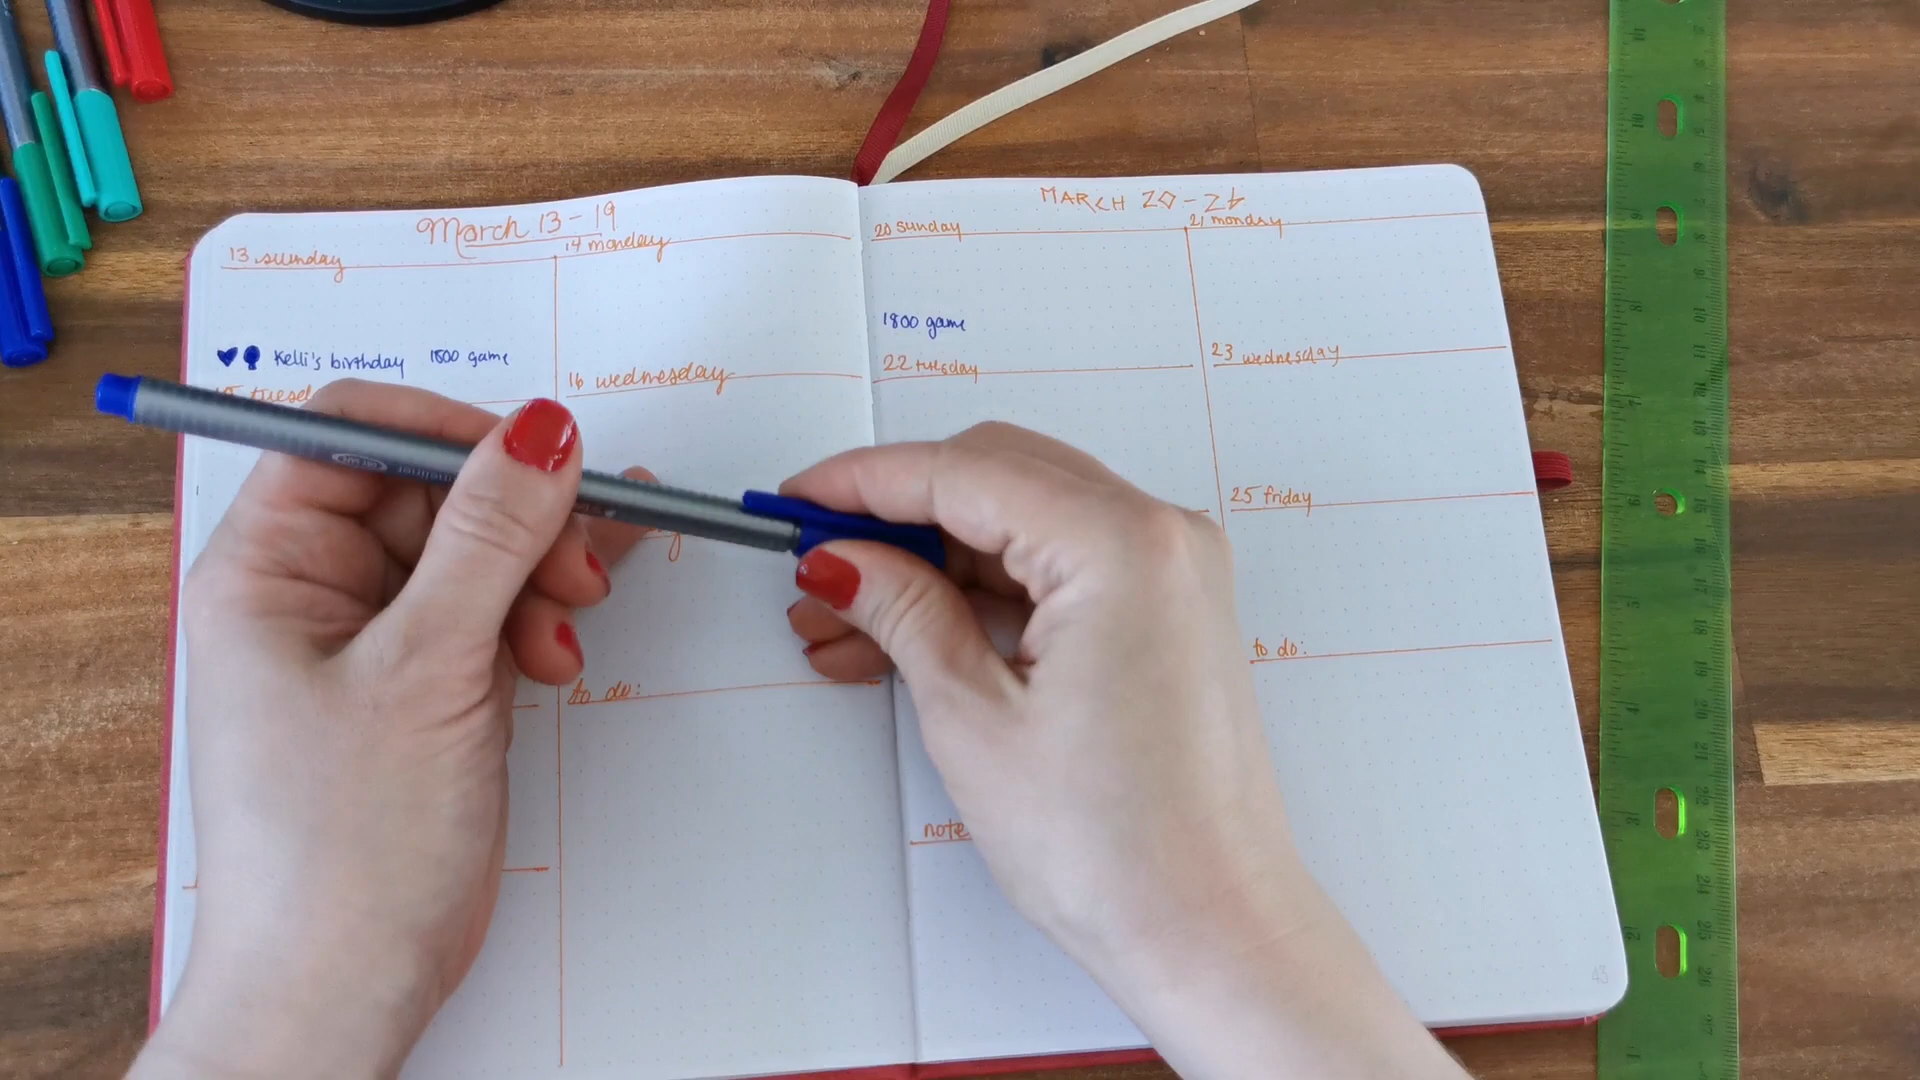 March 13-19
13 sunday
14 monday
Kelli's birthday 1800 game
16 wednesday
to do:
MARCH 20-26
20 sunday
21 monday
1800 game
22 tuesday
23 wednesday
25 friday
to do:
note
43